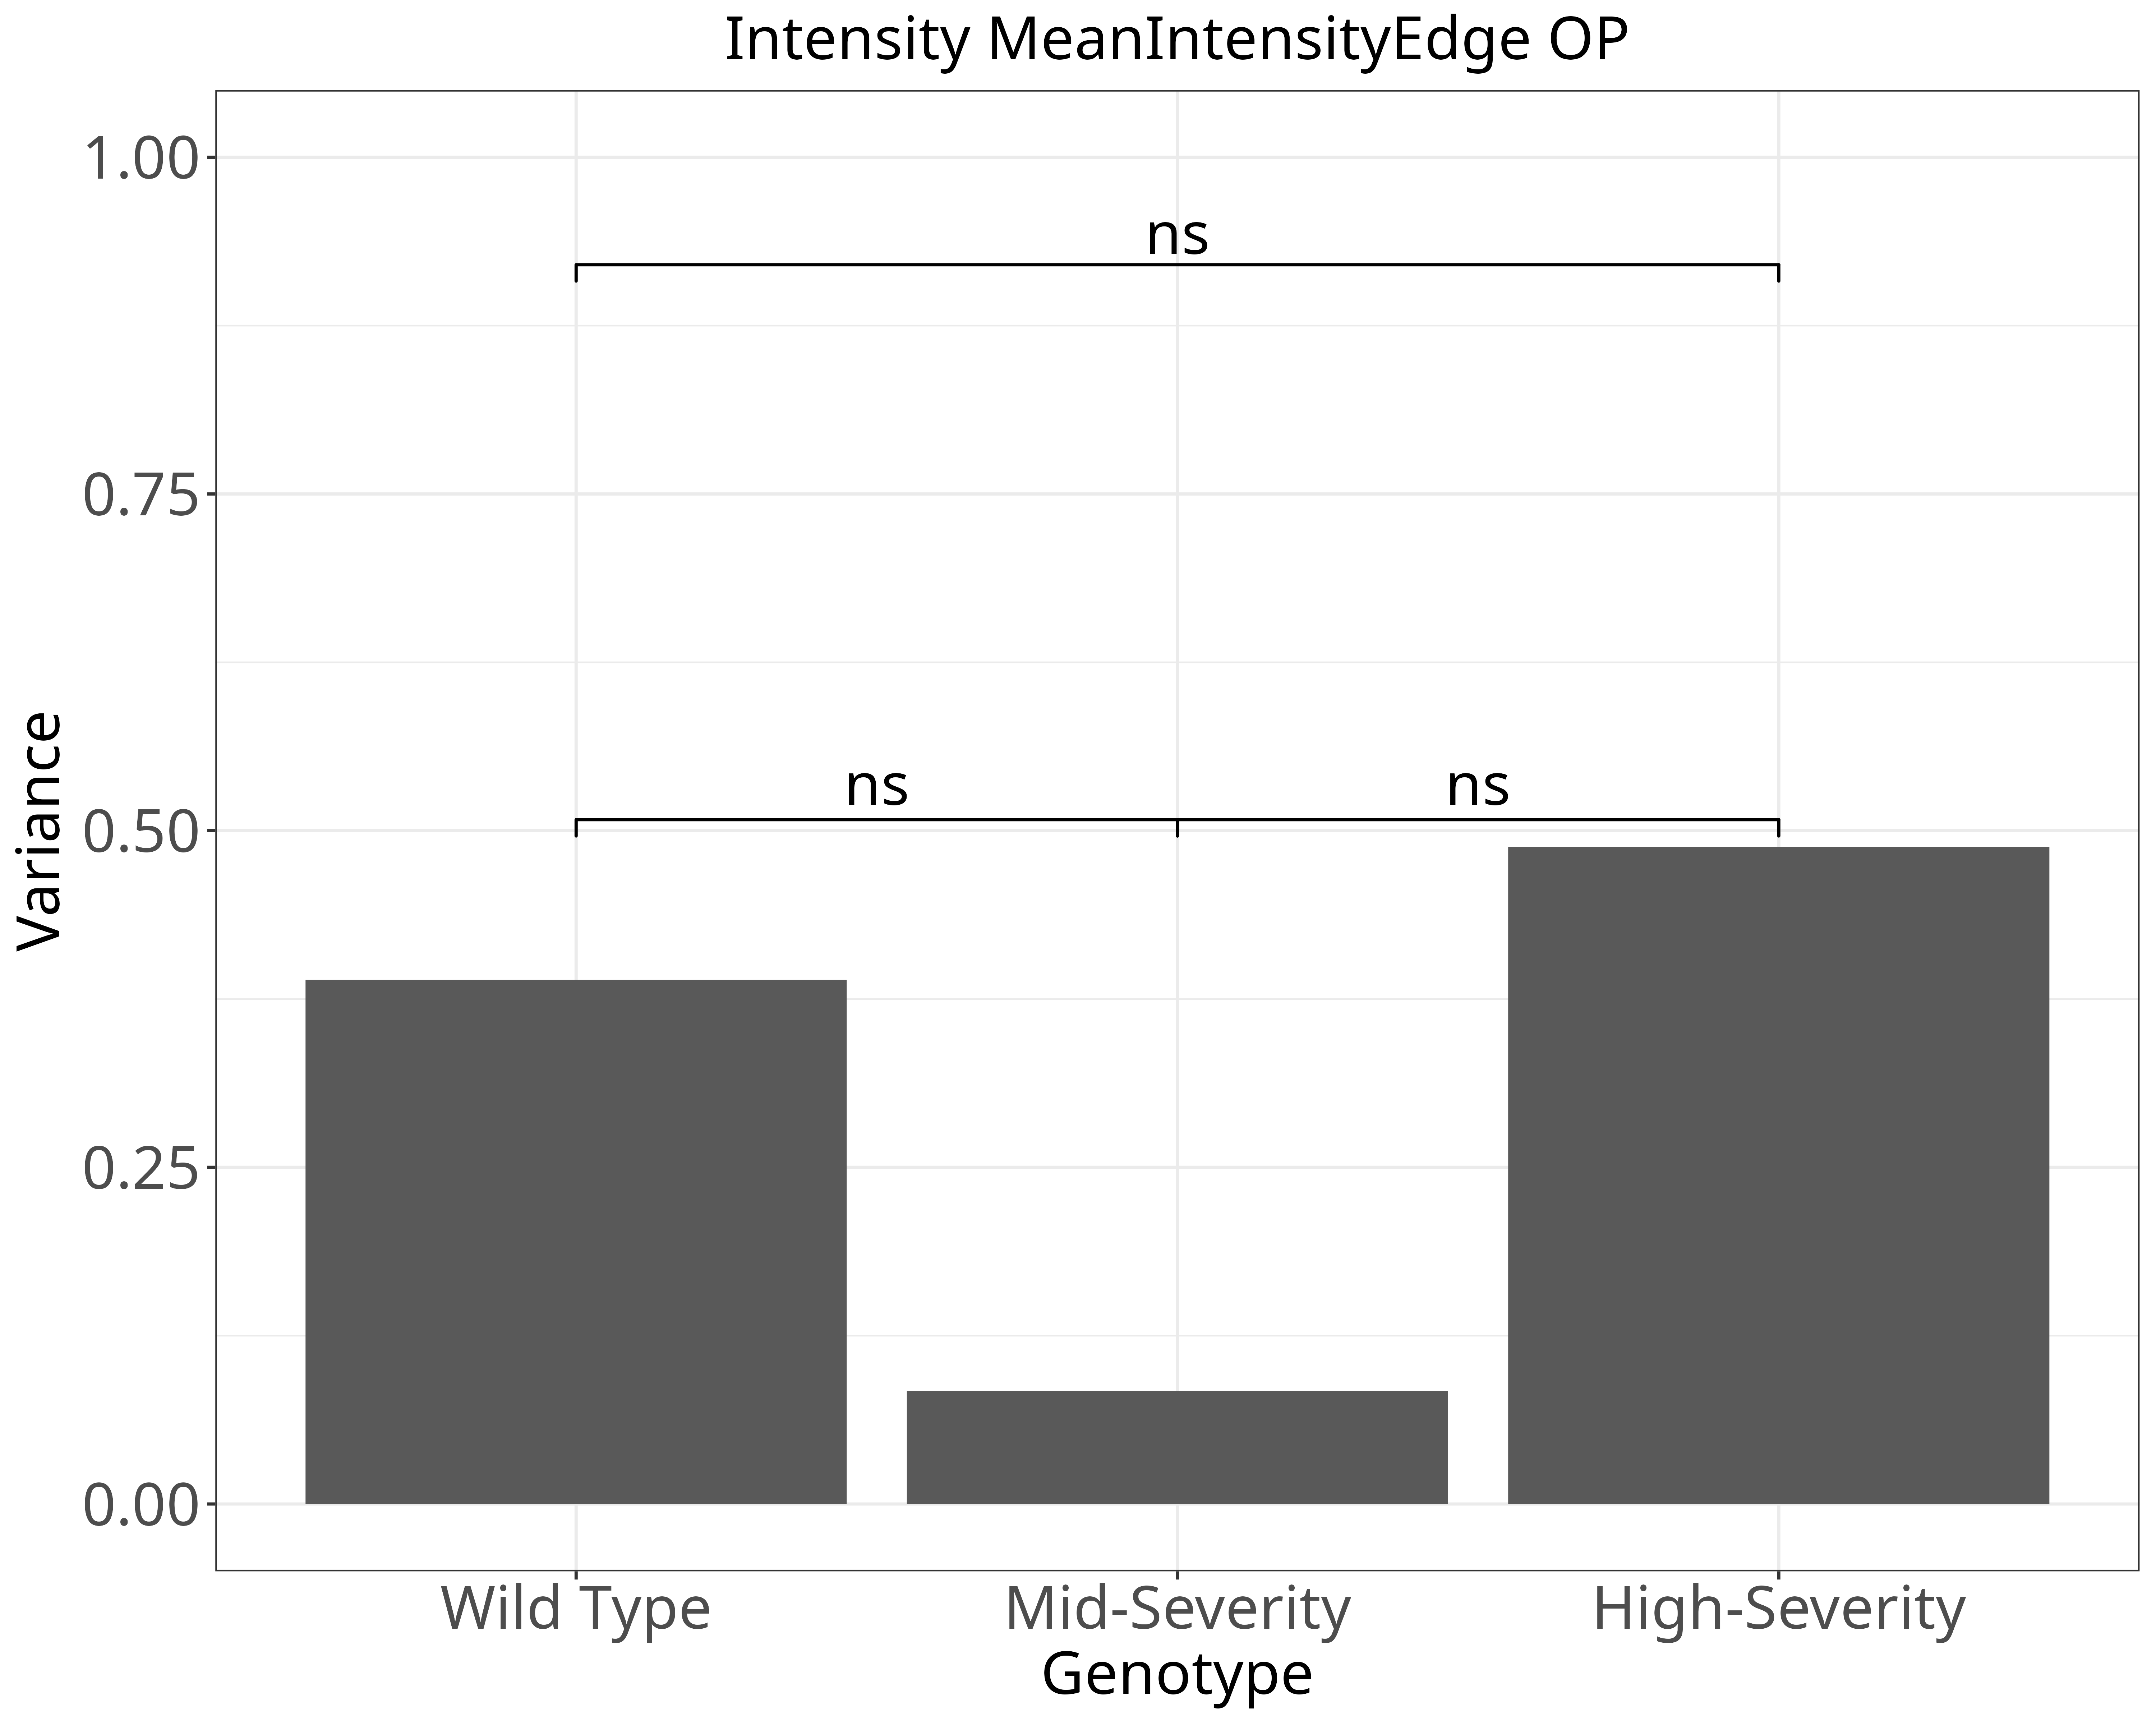 Intensity MeanIntensityEdge OP
1.00
ns
0.75
ns ns
Variance
0.50
0.25
0.00
Wild Type Mid-Severity High-Severity
Genotype